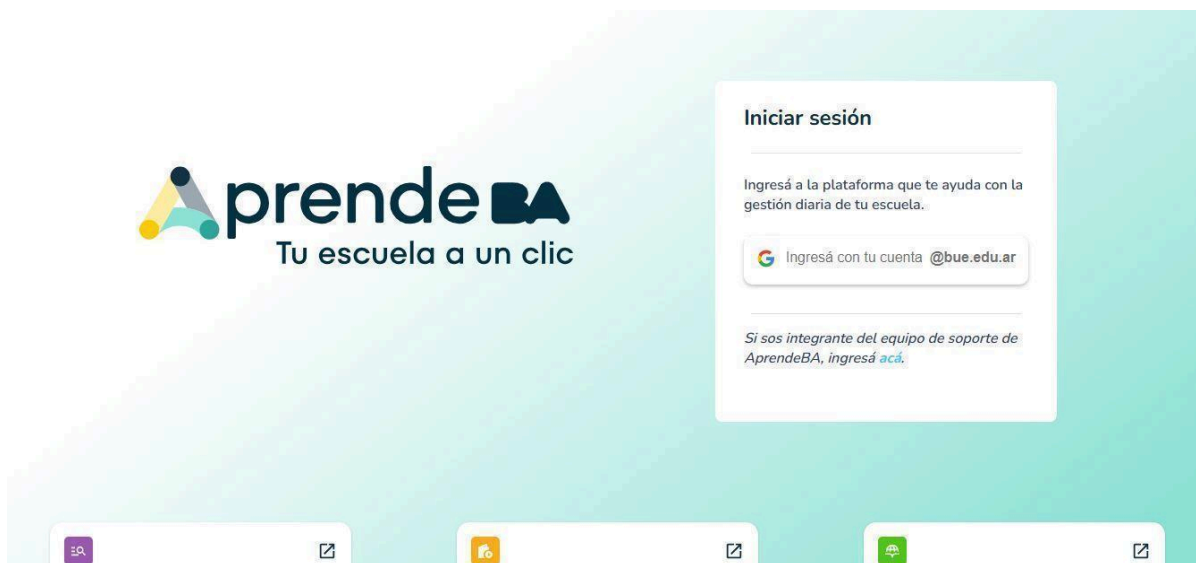 AprendeBA
Tu escuela a un clic
Iniciar sesión
Ingresá a la plataforma que te ayuda con la
gestión diaria de tu escuela.
Ingresá con tu cuenta @bue.edu.ar
Si sos integrante del equipo de soporte de
AprendeBA, ingresá acá.